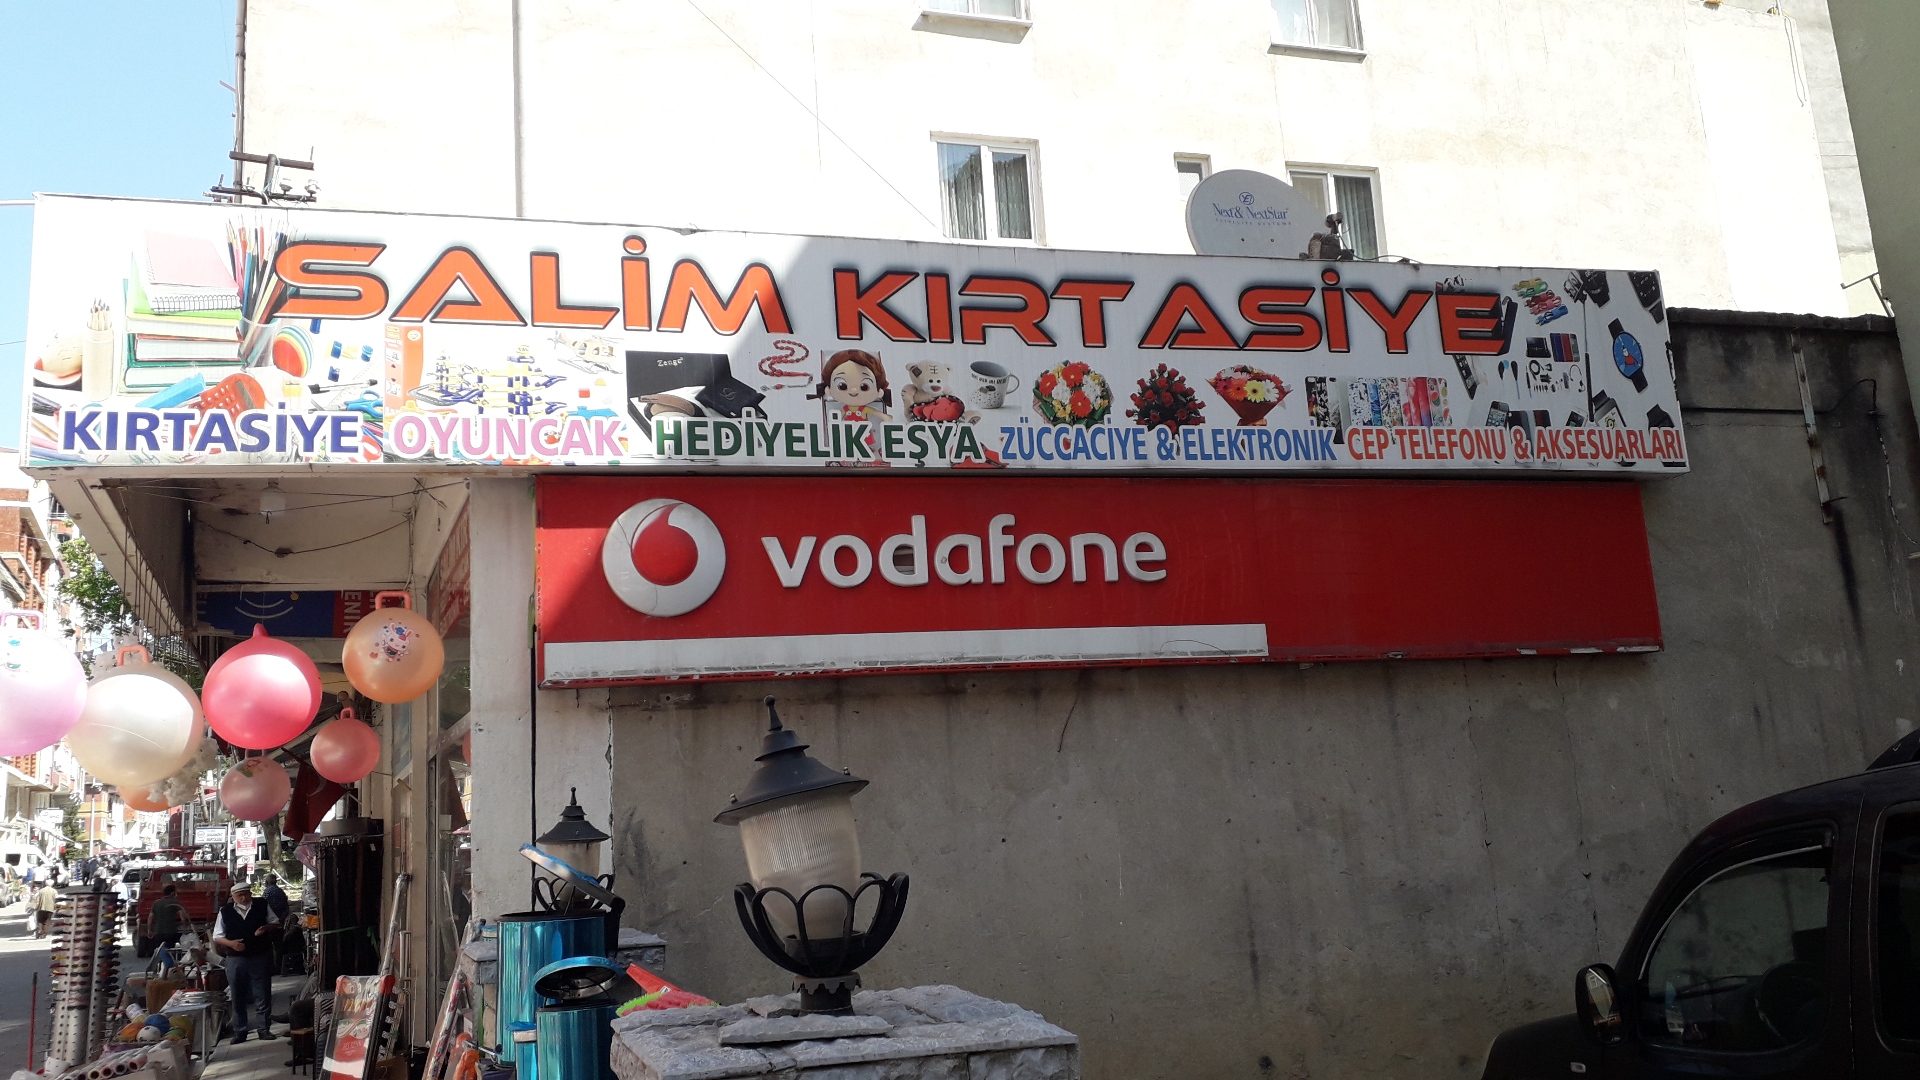 Next & NextStar
SALİM KIRTASİYE
KIRTASİYE OYUNCAK HEDİYELİK EŞYA ZÜCCACİYE & ELEKTRONİK CEP TELEFONU & AKSESUARLARI
vodafone